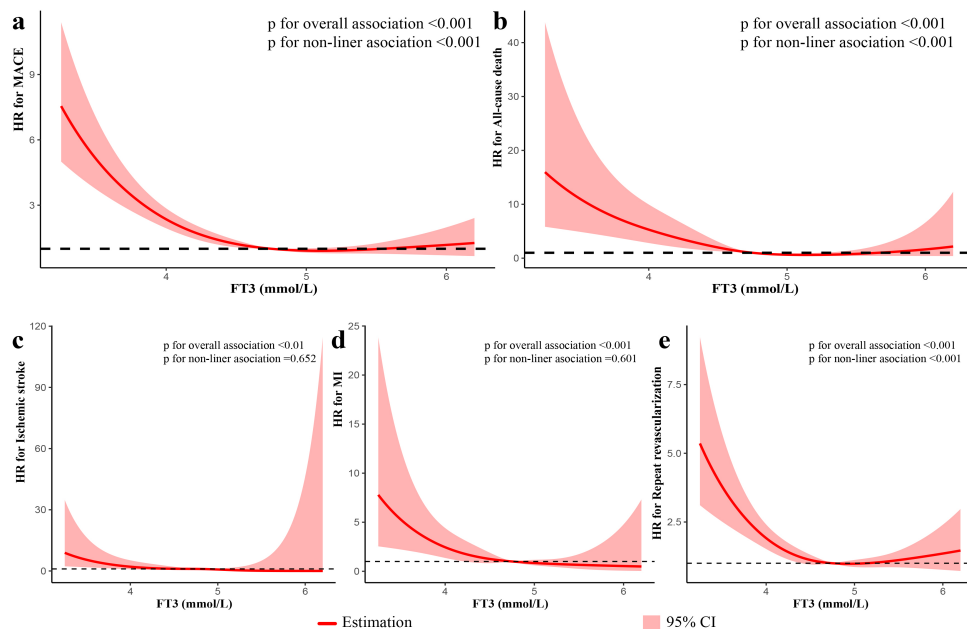 a
p for overall association <0.001
p for non-liner asociation <0.001
HR for MACE
9
6
3
4
5
6
FT3 (mmol/L)
b
p for overall association <0.001
p for non-liner asociation <0.001
HR for All-cause death
40
30
20
10
0
4
5
6
FT3 (mmol/L)
c
p for overall association <0.01
p for non-liner asociation =0.652
HR for Ischemic stroke
120
90
60
30
0
4
5
6
FT3 (mmol/L)
d
p for overall association <0.001
p for non-liner asociation =0.601
HR for MI
25
20
15
10
5
0
4
5
6
FT3 (mmol/L)
e
p for overall association <0.001
p for non-liner asociation <0.001
HR for Repeat revascularization
7.5
5.0
2.5
4
5
6
FT3 (mmol/L)
Estimation
95% CI